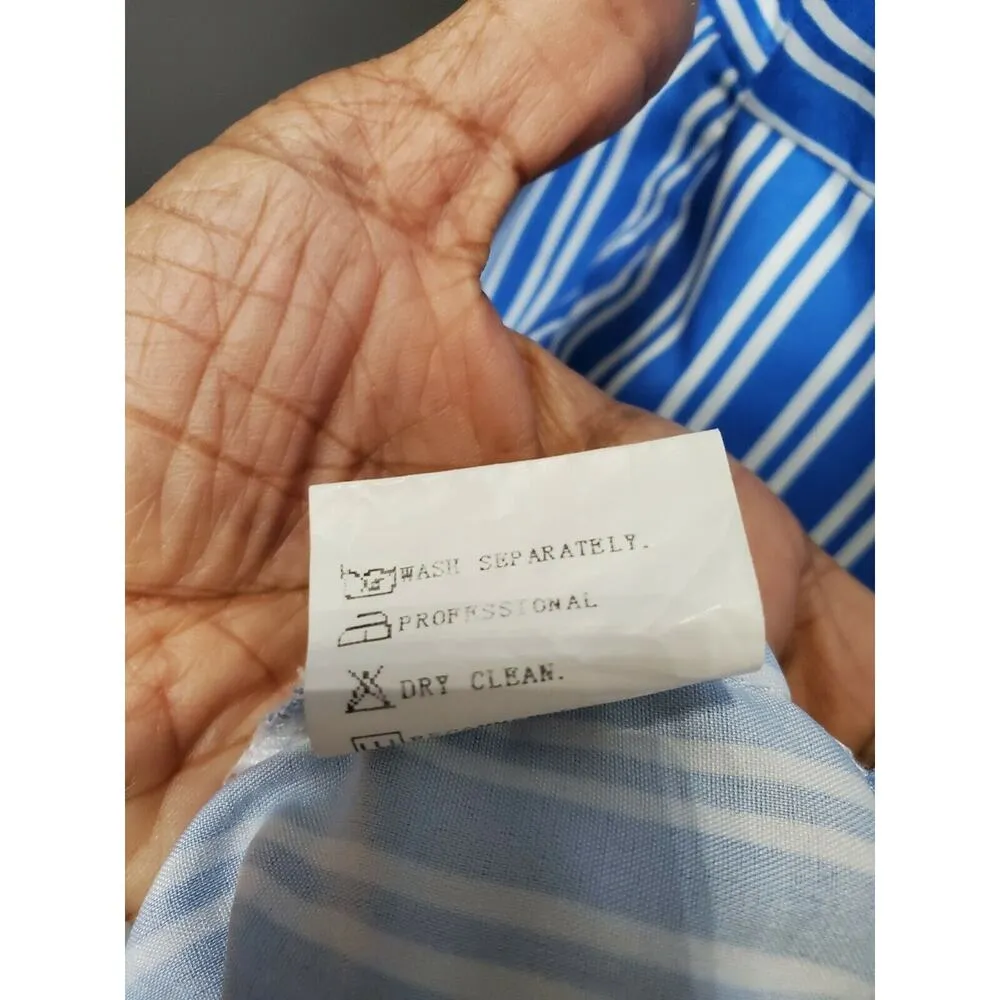 WASH SEPARATELY.
PROFESSIONAL
DRY CLEAN.